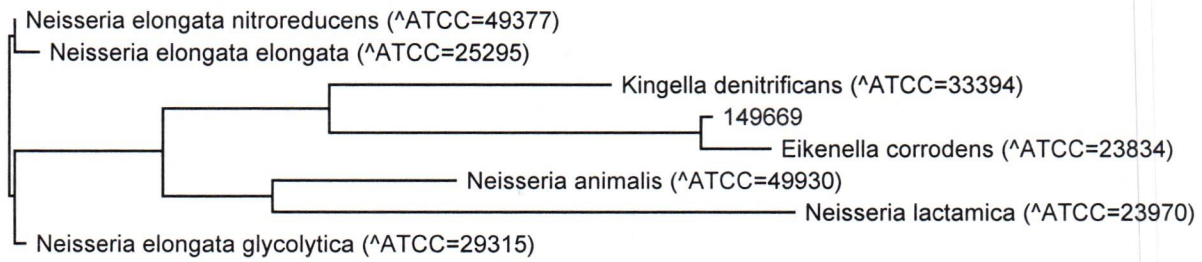 Neisseria elongata nitroreducens (^ATCC=49377)
Neisseria elongata elongata (^ATCC=25295)
Kingella denitrificans (^ATCC=33394)
149669
Eikenella corrodens (^ATCC=23834)
Neisseria animalis (^ATCC=49930)
Neisseria lactamica (^ATCC=23970)
Neisseria elongata glycolytica (^ATCC=29315)